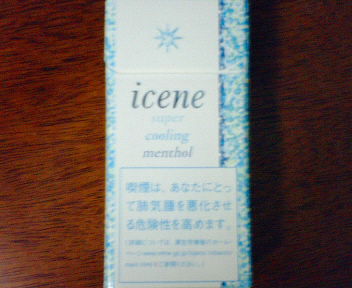 icene
super
cooling
menthol
喫煙は、あなたにとっ
て肺気腫を悪化させ
る危険性を高めます。